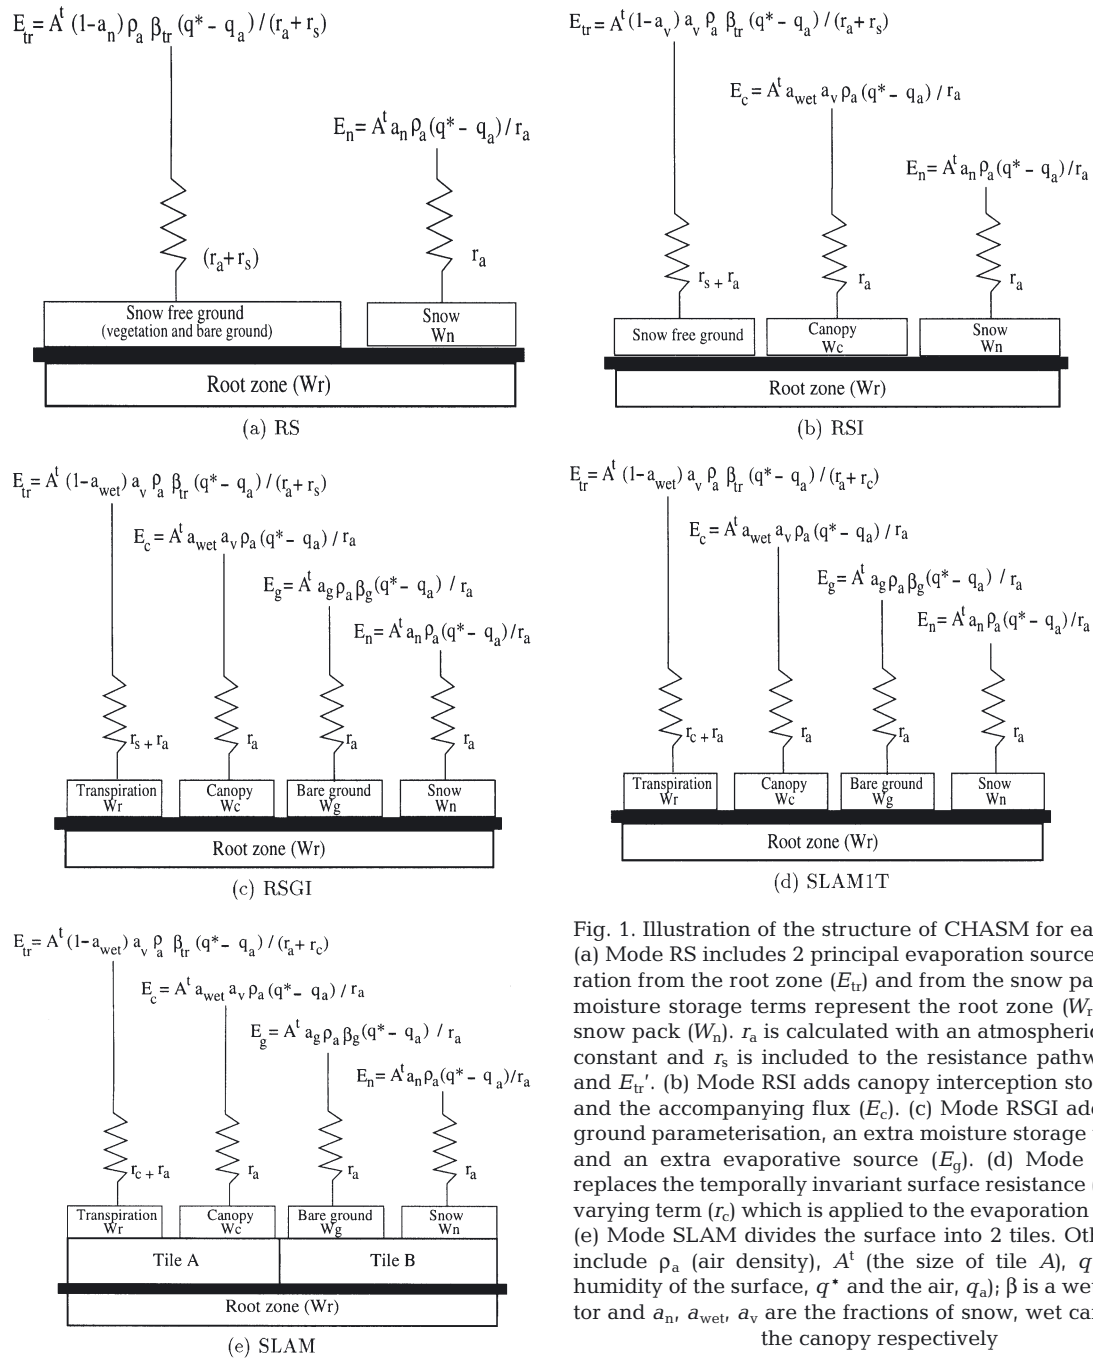 E_tr = A^t (1-a_n) ρ_a β_tr (q* - q_a) / (r_a + r_s)
E_n = A^t a_n ρ_a (q* - q_a) / r_a
(r_a + r_s)
r_a
Snow free ground
(vegetation and bare ground)
Snow
Wn
Root zone (Wr)
(a) RS
E_tr = A^t (1-a_v) a_v ρ_a β_tr (q* - q_a) / (r_a + r_s)
E_c = A^t a_wet a_v ρ_a (q* - q_a) / r_a
E_n = A^t a_n ρ_a (q* - q_a) / r_a
r_s + r_a
r_a
r_a
Snow free ground
Canopy
Wc
Snow
Wn
Root zone (Wr)
(b) RSI
E_tr = A^t (1-a_wet) a_v ρ_a β_tr (q* - q_a) / (r_a + r_s)
E_c = A^t a_wet a_v ρ_a (q* - q_a) / r_a
E_g = A^t a_g ρ_a β_g (q* - q_a) / r_a
E_n = A^t a_n ρ_a (q* - q_a) / r_a
r_s + r_a
r_a
r_a
r_a
Transpiration
Wr
Canopy
Wc
Bare ground
Wg
Snow
Wn
Root zone (Wr)
(c) RSGI
E_tr = A^t (1-a_wet) a_v ρ_a β_tr (q* - q_a) / (r_a + r_c)
E_c = A^t a_wet a_v ρ_a (q* - q_a) / r_a
E_g = A^t a_g ρ_a β_g (q* - q_a) / r_a
E_n = A^t a_n ρ_a (q* - q_a) / r_a
r_c + r_a
r_a
r_a
r_a
Transpiration
Wr
Canopy
Wc
Bare ground
Wg
Snow
Wn
Root zone (Wr)
(d) SLAM1T
E_tr = A^t (1-a_wet) a_v ρ_a β_tr (q* - q_a) / (r_a + r_c)
E_c = A^t a_wet a_v ρ_a (q* - q_a) / r_a
E_g = A^t a_g ρ_a β_g (q* - q_a) / r_a
E_n = A^t a_n ρ_a (q* - q_a) / r_a
r_c + r_a
r_a
r_a
r_a
Transpiration
Wr
Canopy
Wc
Bare ground
Wg
Snow
Wn
Tile A
Tile B
Root zone (Wr)
(e) SLAM
Fig. 1. Illustration of the structure of CHASM for ea
(a) Mode RS includes 2 principal evaporation source
ration from the root zone (E_tr) and from the snow pa
moisture storage terms represent the root zone (W_r
snow pack (W_n). r_a is calculated with an atmospheric
constant and r_s is included to the resistance pathw
and E_tr'. (b) Mode RSI adds canopy interception sto
and the accompanying flux (E_c). (c) Mode RSGI ad
ground parameterisation, an extra moisture storage
and an extra evaporative source (E_g). (d) Mode
replaces the temporally invariant surface resistance (
varying term (r_c) which is applied to the evaporation
(e) Mode SLAM divides the surface into 2 tiles. Oth
include ρ_a (air density), A^t (the size of tile A), q
humidity of the surface, q* and the air, q_a); β is a we
tor and a_n, a_wet, a_v are the fractions of snow, wet ca
the canopy respectively